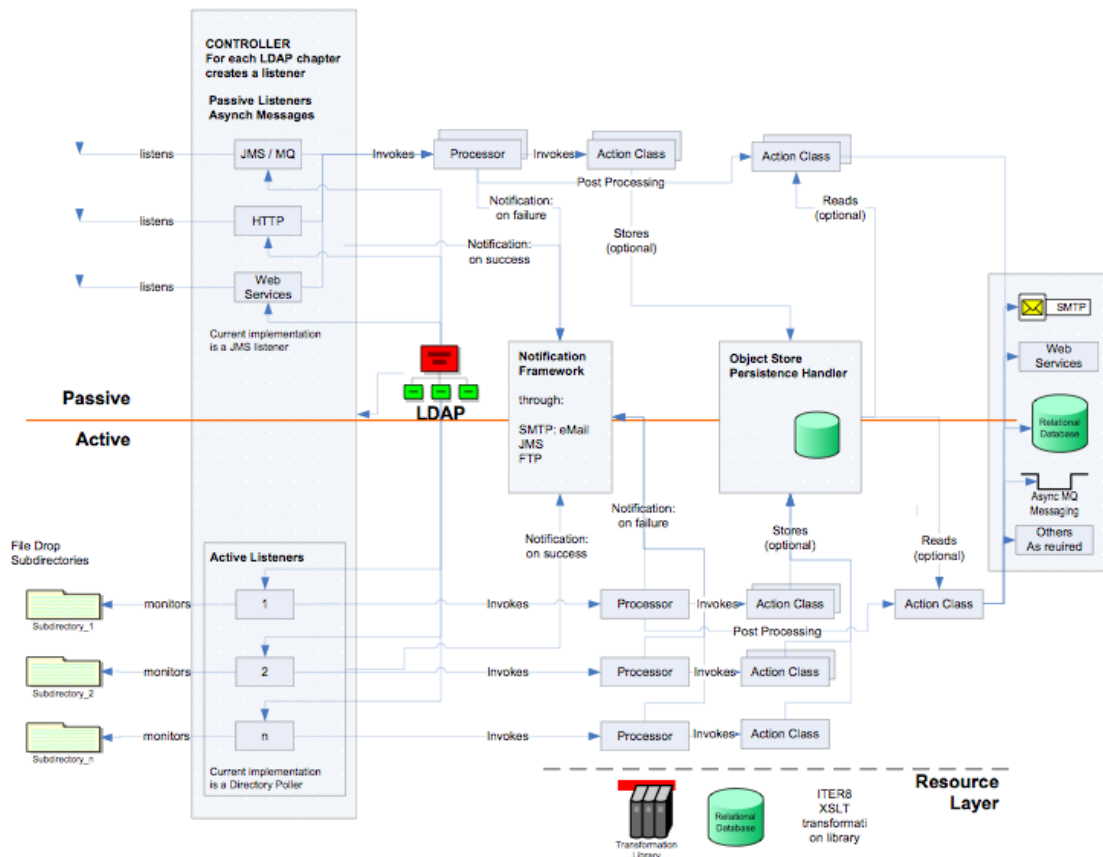 CONTROLLER
For each LDAP chapter
creates a listener
Passive Listeners
Asynch Messages
listens
JMS / MQ
Invokes
Processor
Invokes
Action Class
Action Class
Post Processing
Notification:
on failure
Reads
(optional)
listens
HTTP
Stores
(optional)
Notification:
on success
listens
Web
Services
Current implementation
is a JMS listener
SMTP
Web
Services
Notification
Framework
through:
SMTP: eMail
JMS
FTP
Object Store
Persistence Handler
Passive
LDAP
Active
Relational
Database
Async MQ
Messaging
Others
As reuired
Notification:
on failure
Notification:
on success
Stores
(optional)
Reads
(optional)
File Drop
Subdirectories
Active Listeners
Subdirectory_1
monitors
1
Invokes
Processor
Invokes
Action Class
Action Class
Post Processing
Subdirectory_2
monitors
2
Invokes
Processor
Invokes
Action Class
Subdirectory_n
monitors
n
Invokes
Processor
Invokes
Action Class
Current implementation
is a Directory Poller
Resource
Layer
Transformation
Library
Relational
Database
ITER8
XSLT
transformati
on library